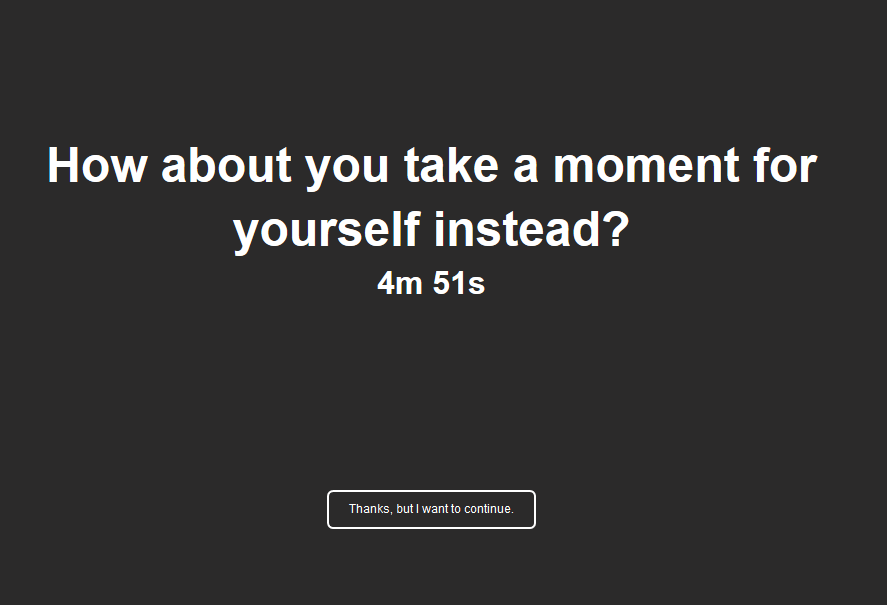 How about you take a moment for
yourself instead?
4m 51s
Thanks, but I want to continue.